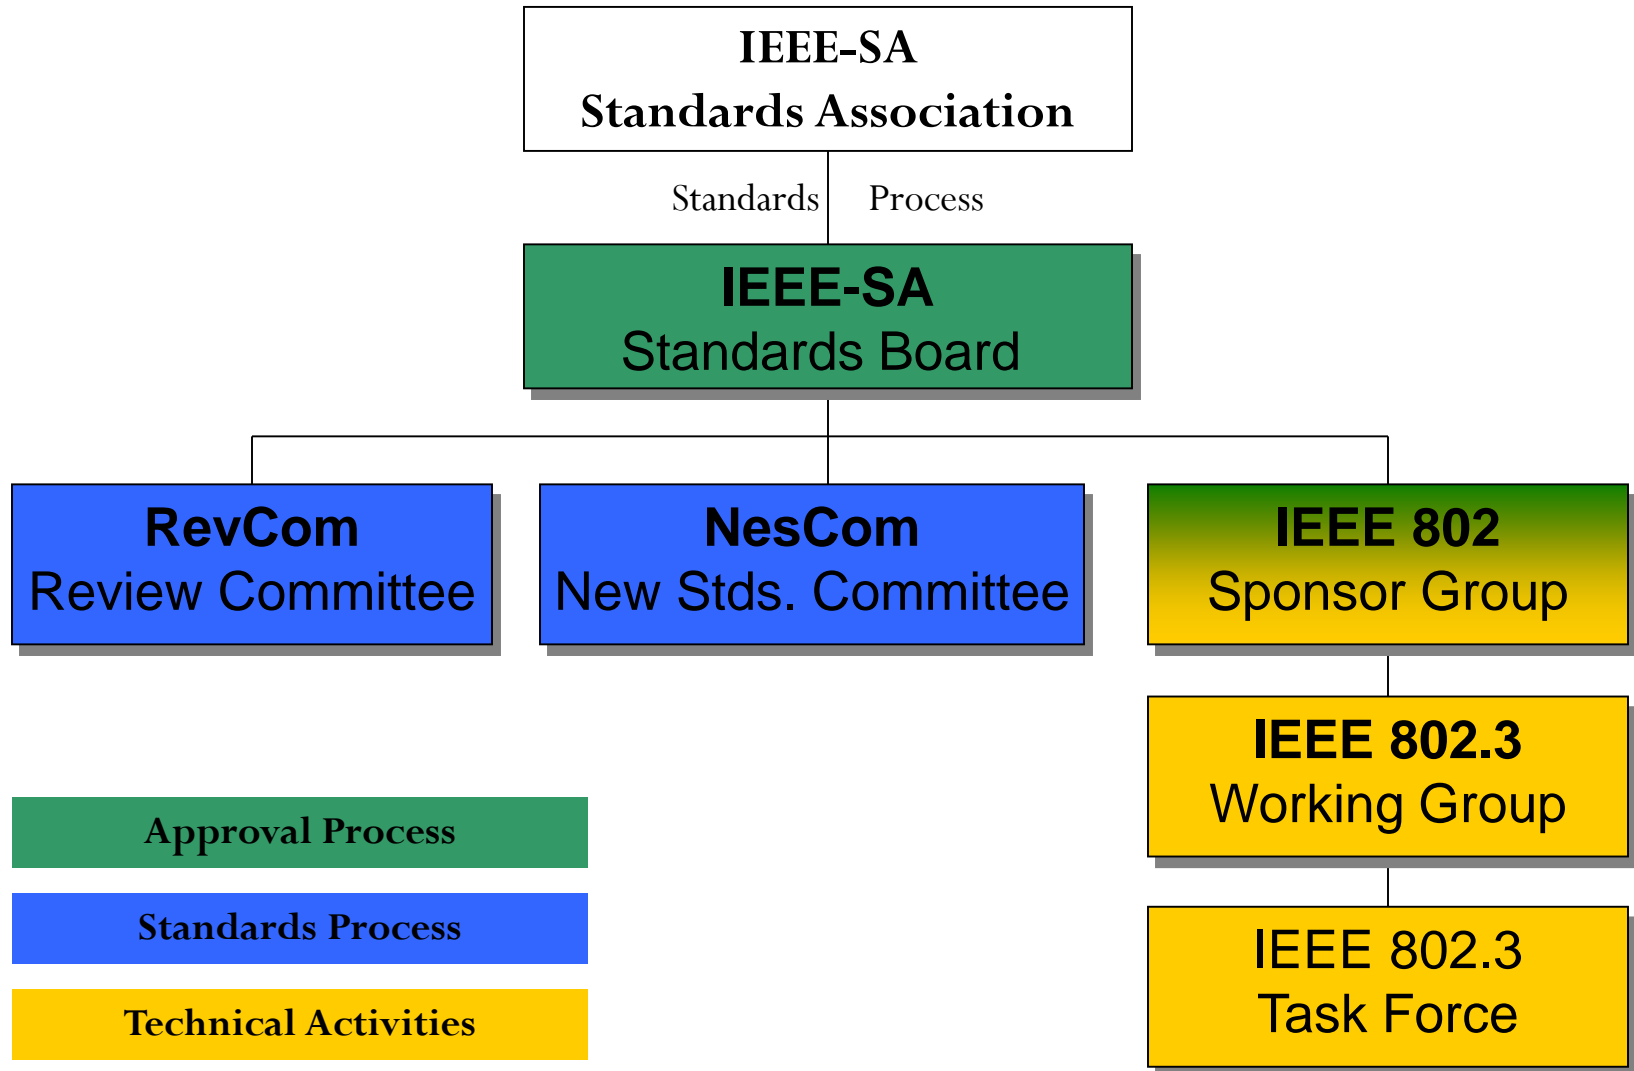 IEEE-SA
Standards Association
Standards Process
IEEE-SA
Standards Board
RevCom
Review Committee
NesCom
New Stds. Committee
IEEE 802
Sponsor Group
IEEE 802.3
Working Group
IEEE 802.3
Task Force
Approval Process
Standards Process
Technical Activities